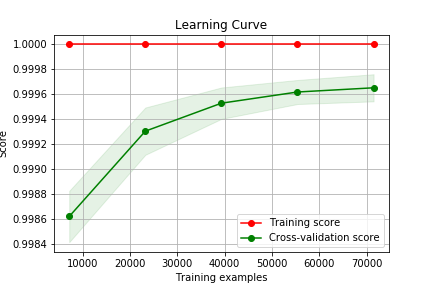 Learning Curve
1.0000
0.9998
0.9996
0.9994
0.9992
0.9990
0.9988
0.9986
0.9984
Score
Training score
Cross-validation score
10000 20000 30000 40000 50000 60000 70000
Training examples